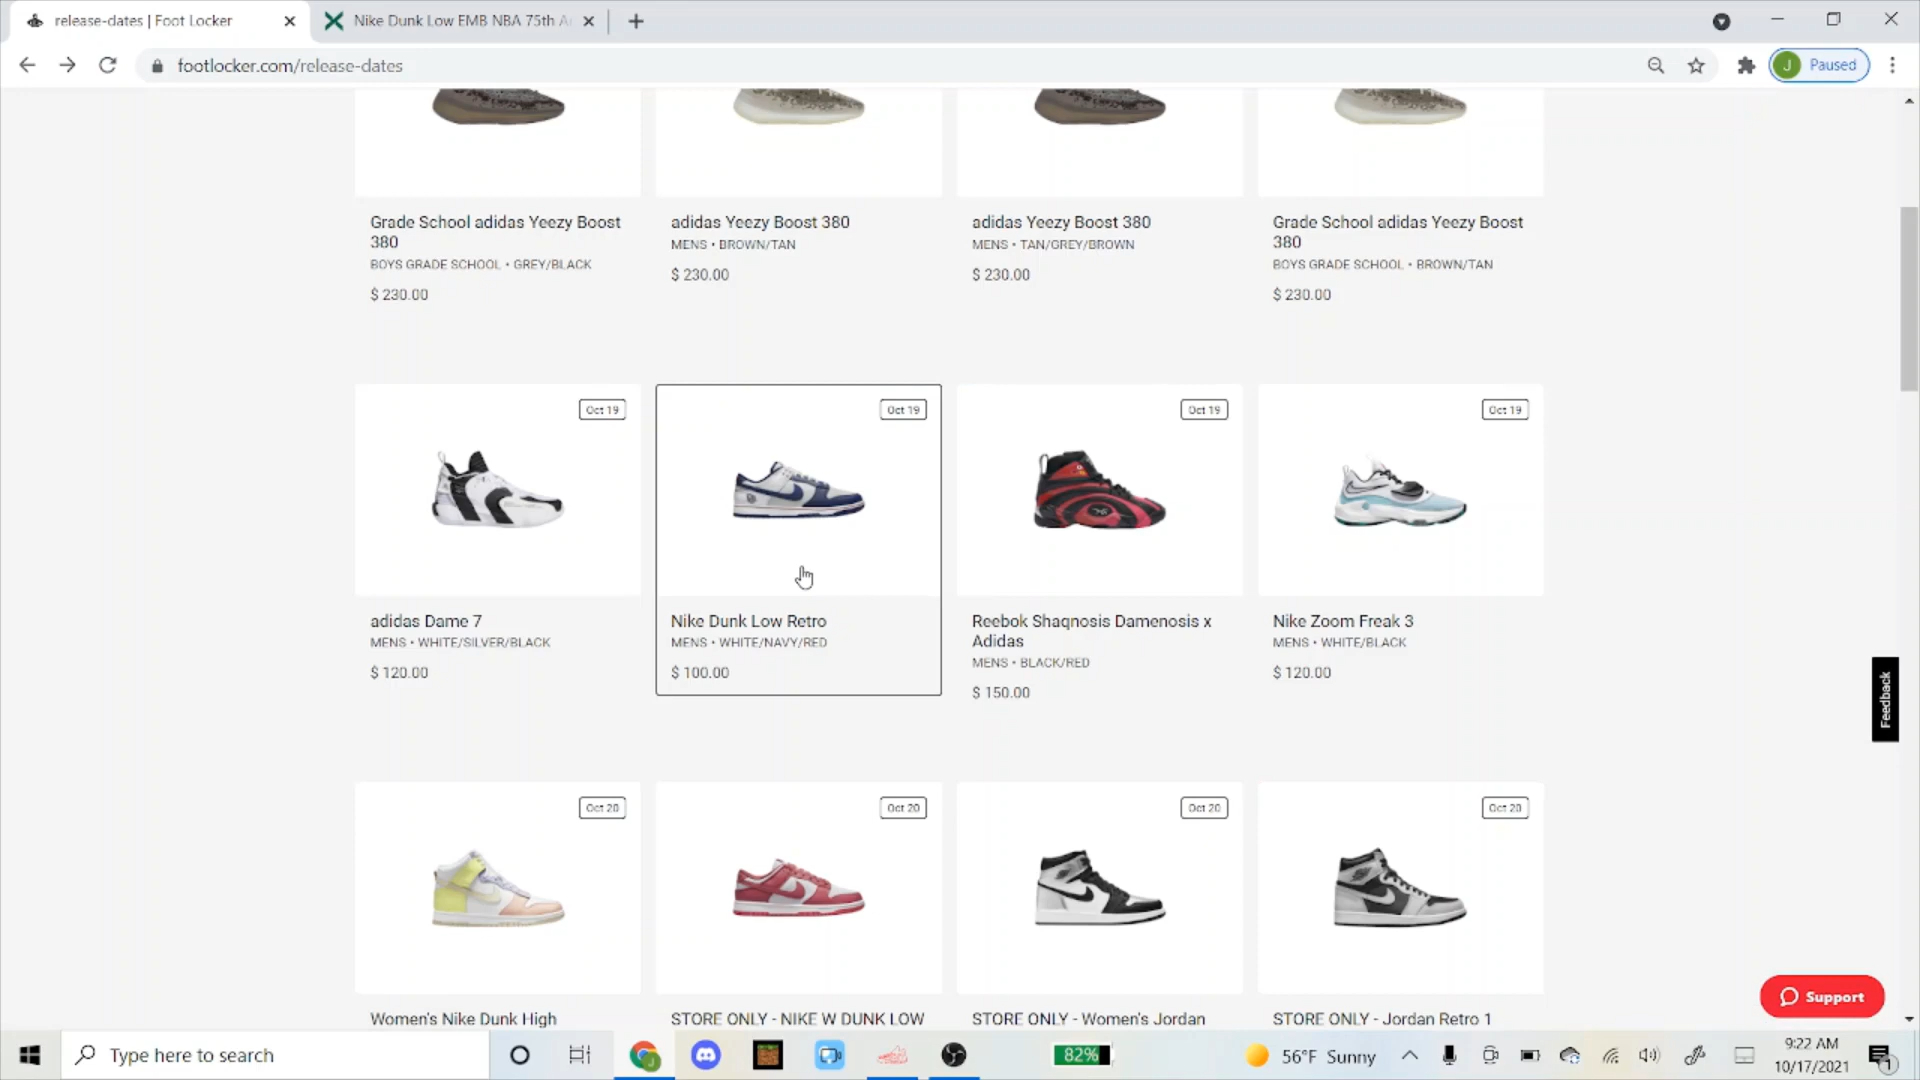 release-dates | Foot Locker
Nike Dunk Low EMB NBA 75th A
footlocker.com/release-dates
J Paused
Grade School adidas Yeezy Boost
380
BOYS GRADE SCHOOL • GREY/BLACK
$ 230.00
adidas Yeezy Boost 380
MENS • BROWN/TAN
$ 230.00
adidas Yeezy Boost 380
MENS • TAN/GREY/BROWN
$ 230.00
Grade School adidas Yeezy Boost
380
BOYS GRADE SCHOOL • BROWN/TAN
$ 230.00
Oct 19
adidas Dame 7
MENS • WHITE/SILVER/BLACK
$ 120.00
Oct 19
Nike Dunk Low Retro
MENS • WHITE/NAVY/RED
$ 100.00
Oct 19
Reebok Shaqnosis Damenosis x
Adidas
MENS • BLACK/RED
$ 150.00
Oct 19
Nike Zoom Freak 3
MENS • WHITE/BLACK
$ 120.00
Feedback
Oct 20
Women's Nike Dunk High
Oct 20
STORE ONLY - NIKE W DUNK LOW
Oct 20
STORE ONLY - Women's Jordan
Oct 20
STORE ONLY - Jordan Retro 1
Support
Type here to search
82%
56°F Sunny
9:22 AM
10/17/2021
1